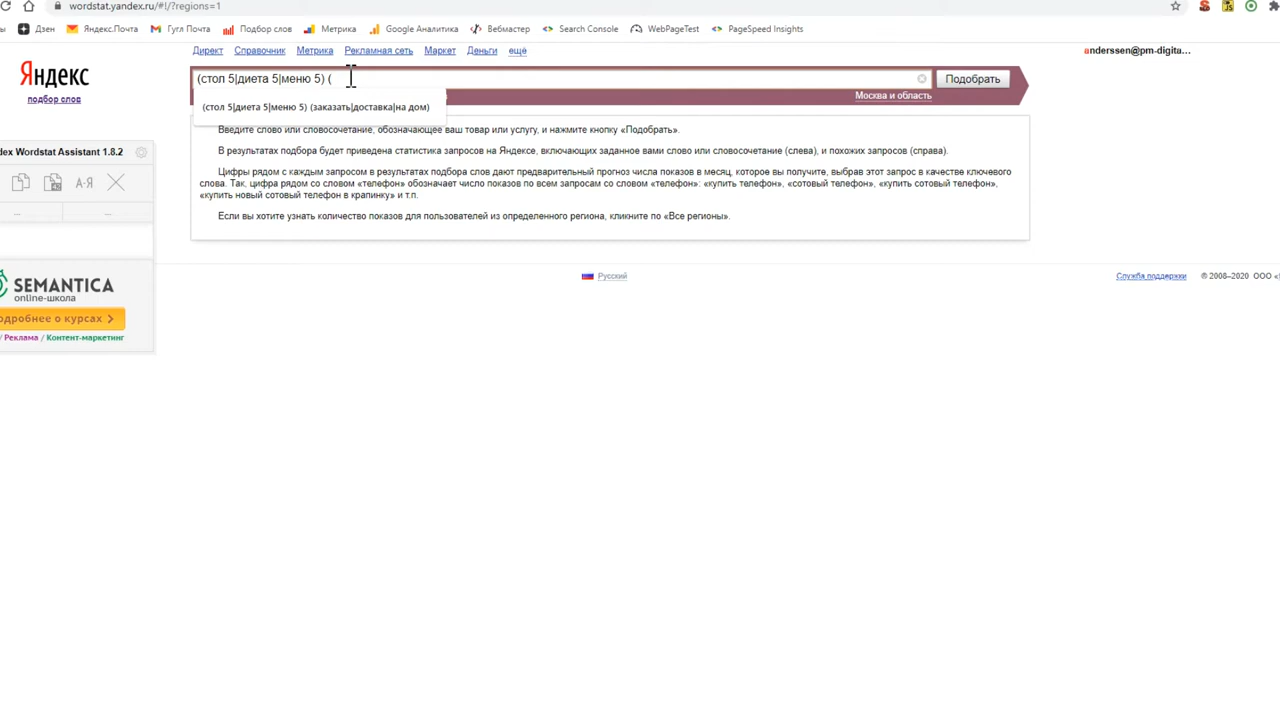 wordstat.yandex.ru/#!/?regions=1
Дзен Яндекс.Почта Гугл Почта Подбор слов Метрика Google Аналитика Вебмастер Search Console WebPageTest PageSpeed Insights
Директ Справочник Метрика Рекламная сеть Маркет Деньги ещё
anderssen@pm-digita...
Яндекс
подбор слов
(стол 5|диета 5|меню 5) (
Подобрать
Москва и область
(стол 5|диета 5|меню 5) (заказать|доставка|на дом)
Введите слово или словосочетание, обозначающее ваш товар или услугу, и нажмите кнопку «Подобрать».
В результатах подбора будет приведена статистика запросов на Яндексе, включающих заданное вами слово или словосочетание (слева), и похожих запросов (справа).
Цифры рядом с каждым запросом в результатах подбора слов дают предварительный прогноз числа показов в месяц, которое вы получите, выбрав этот запрос в качестве ключевого
слова. Так, цифра рядом со словом «телефон» обозначает число показов по всем запросам со словом «телефон»: «купить телефон», «сотовый телефон», «купить сотовый телефон»,
«купить новый сотовый телефон в крапинку» и т.п.
Если вы хотите узнать количество показов для пользователей из определенного региона, кликните по «Все регионы».
dex Wordstat Assistant 1.8.2
А-Я
... ...
SEMANTICA
online-школа
одробнее о курсах
/ Реклама / Контент-маркетинг
Русский
Служба поддержки
© 2008–2020 ООО «